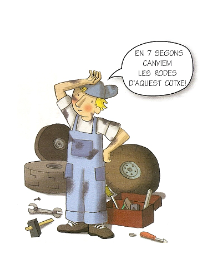 EN 7 SEGONS
CANVIEM
LES RODES
D'AQUEST COTXE!